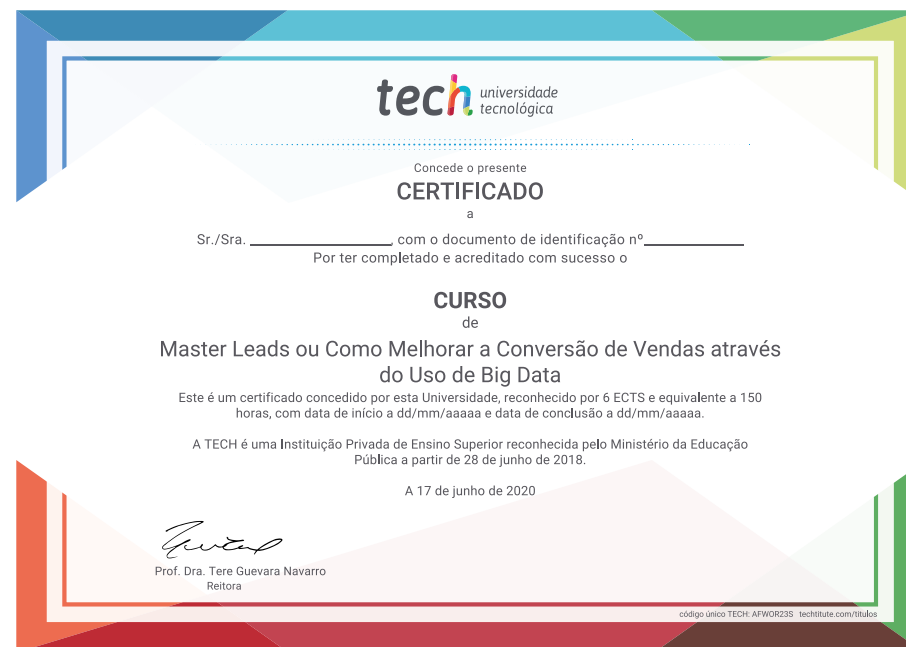 tech universidade
tecnológica
Concede o presente
CERTIFICADO
a
Sr./Sra. ____________________, com o documento de identificação nº______________
Por ter completado e acreditado com sucesso o
CURSO
de
Master Leads ou Como Melhorar a Conversão de Vendas através
do Uso de Big Data
Este é um certificado concedido por esta Universidade, reconhecido por 6 ECTS e equivalente a 150
horas, com data de início a dd/mm/aaaaa e data de conclusão a dd/mm/aaaaa.
A TECH é uma Instituição Privada de Ensino Superior reconhecida pelo Ministério da Educação
Pública a partir de 28 de junho de 2018.
A 17 de junho de 2020
Prof. Dra. Tere Guevara Navarro
Reitora
código único TECH: AFWOR23S techtitute.com/titulos